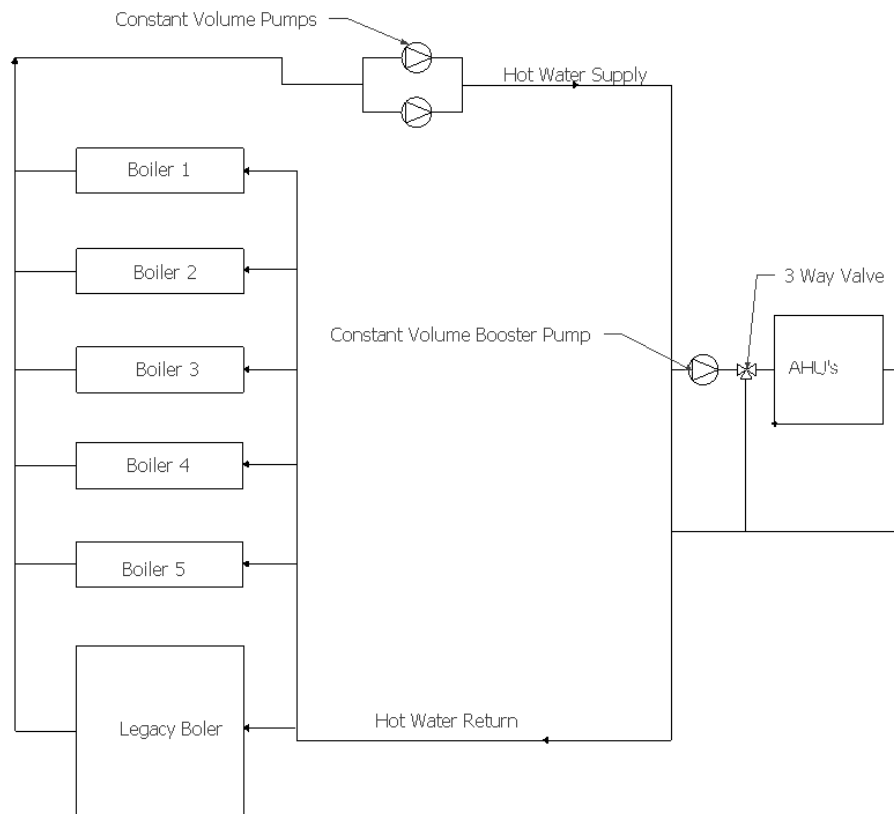 Constant Volume Pumps
Hot Water Supply
Boiler 1
Boiler 2
3 Way Valve
Constant Volume Booster Pump
Boiler 3
AHU's
Boiler 4
Boiler 5
Legacy Boler
Hot Water Return